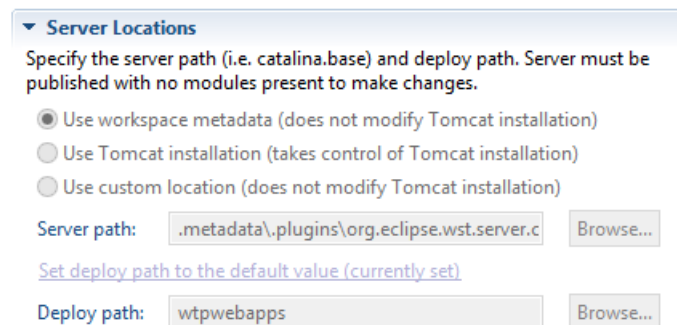 Server Locations
Specify the server path (i.e. catalina.base) and deploy path. Server must be
published with no modules present to make changes.
Use workspace metadata (does not modify Tomcat installation)
Use Tomcat installation (takes control of Tomcat installation)
Use custom location (does not modify Tomcat installation)
Server path: .metadata\.plugins\org.eclipse.wst.server.c Browse...
Set deploy path to the default value (currently set)
Deploy path: wtpwebapps Browse...